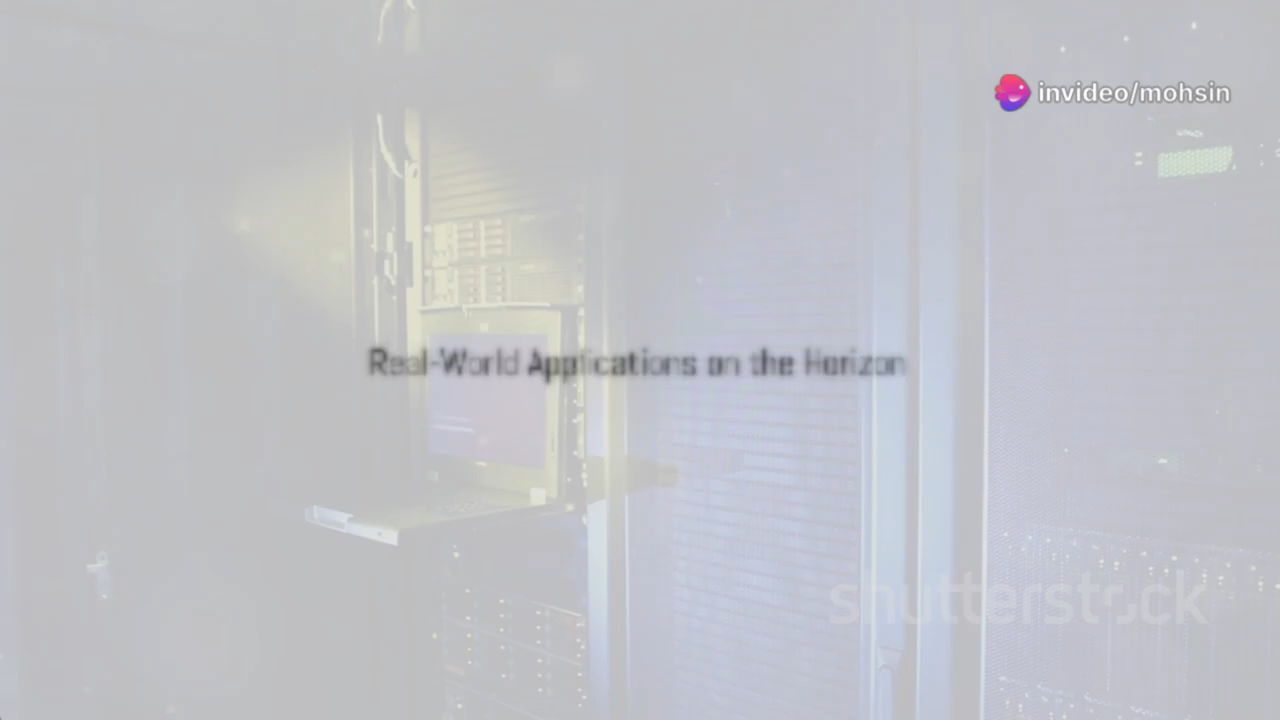 invideo/mohsin
Real-World Applications on the Horizon
shutterstock